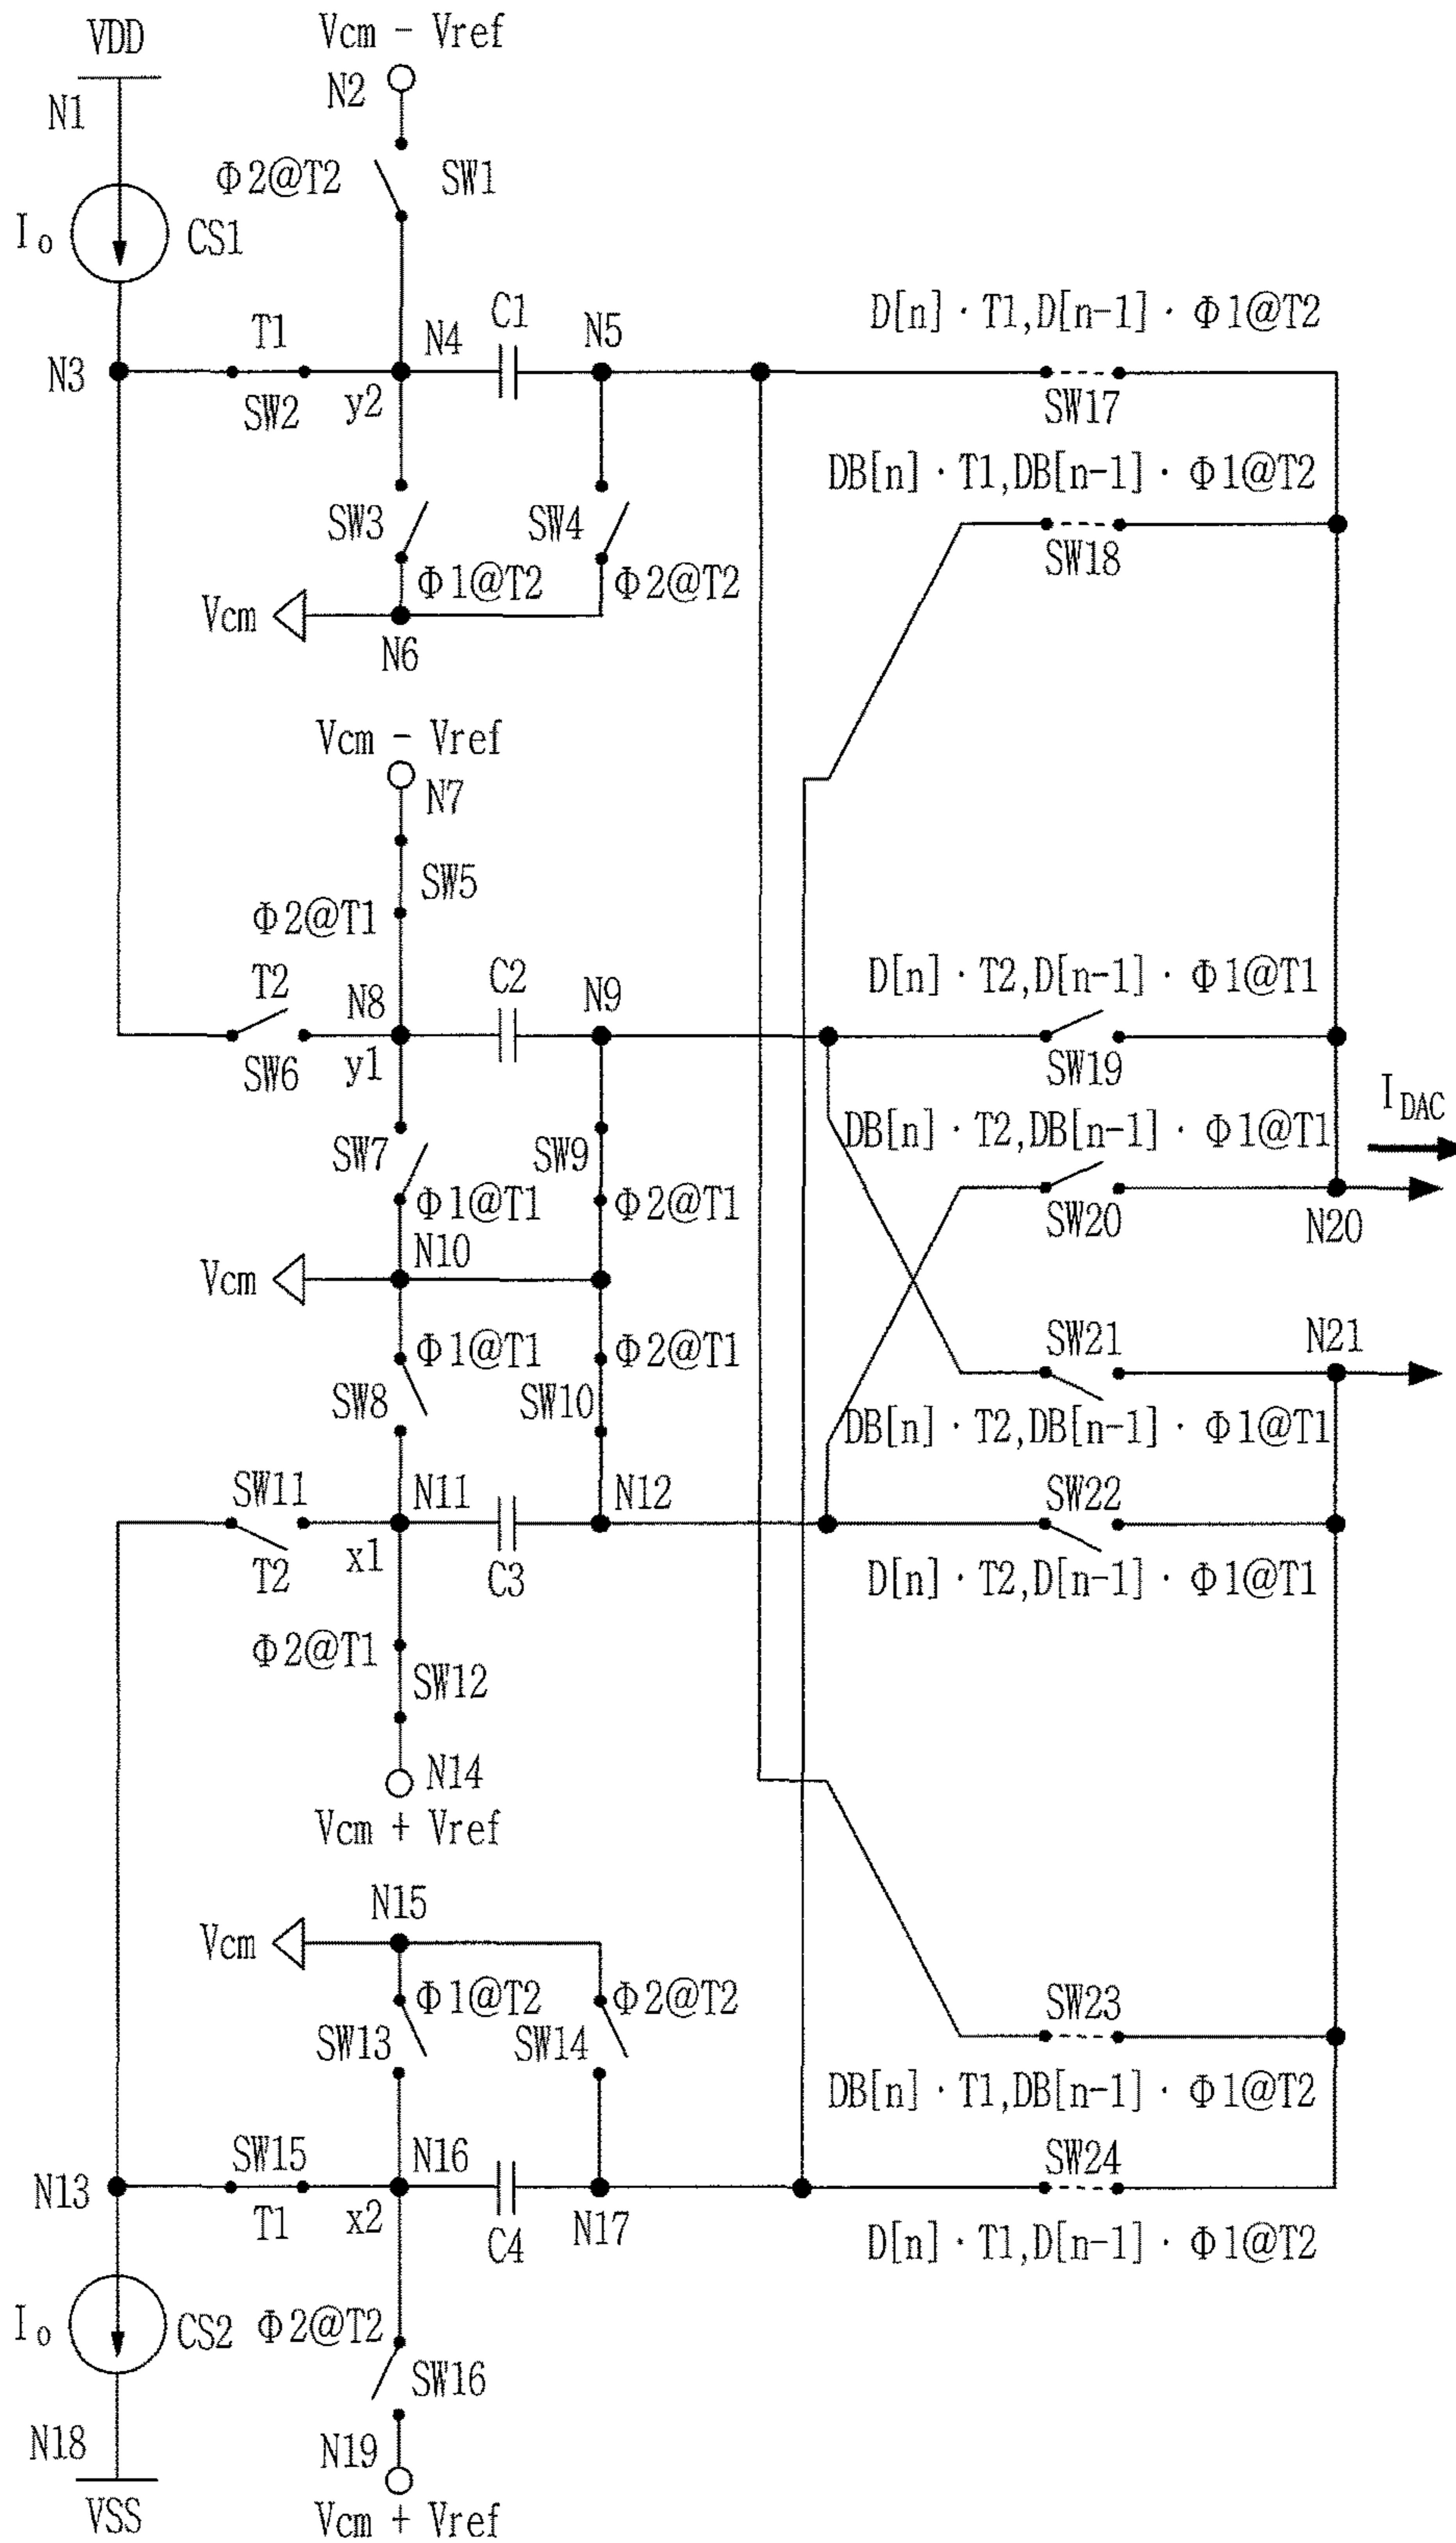 VDD
Vcm - Vref
N1
N2
Φ2@T2
SW1
Io
CS1
C1
D[n] · T1,D[n-1] · Φ1@T2
T1
N4
N5
N3
SW2
y2
SW17
DB[n] · T1,DB[n-1] · Φ1@T2
SW3
SW4
SW18
Φ1@T2
Φ2@T2
Vcm
N6
Vcm - Vref
N7
SW5
Φ2@T1
T2
N8
C2
N9
D[n] · T2,D[n-1] · Φ1@T1
SW6
y1
SW19
IDAC
SW7
SW9
DB[n] · T2,DB[n-1] · Φ1@T1
Φ1@T1
Φ2@T1
SW20
N20
N10
Vcm
Φ1@T1
Φ2@T1
SW21
N21
SW8
SW10
DB[n] · T2,DB[n-1] · Φ1@T1
SW11
N11
N12
SW22
T2
x1
C3
D[n] · T2,D[n-1] · Φ1@T1
Φ2@T1
SW12
N14
Vcm + Vref
N15
Vcm
Φ1@T2
Φ2@T2
SW23
SW13
SW14
DB[n] · T1,DB[n-1] · Φ1@T2
SW15
N16
SW24
N13
T1
x2
C4
N17
D[n] · T1,D[n-1] · Φ1@T2
Io
CS2
Φ2@T2
SW16
N18
N19
VSS
Vcm + Vref